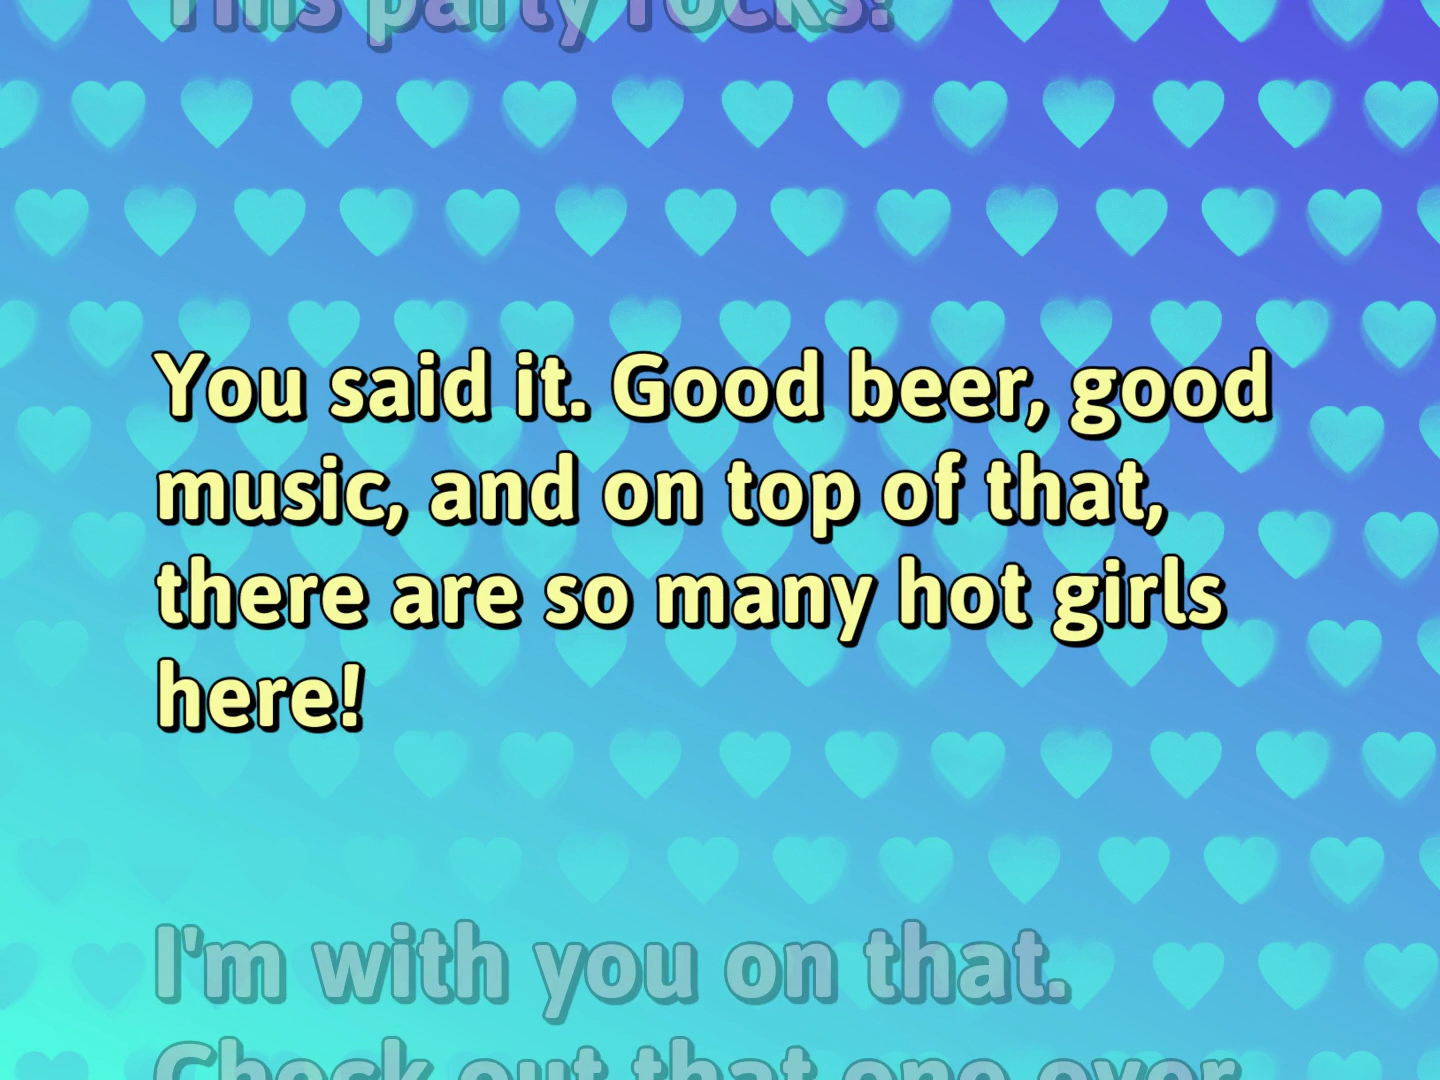 This party rocks!
You said it. Good beer, good
music, and on top of that,
there are so many hot girls
here!
I'm with you on that.
Check out that one over